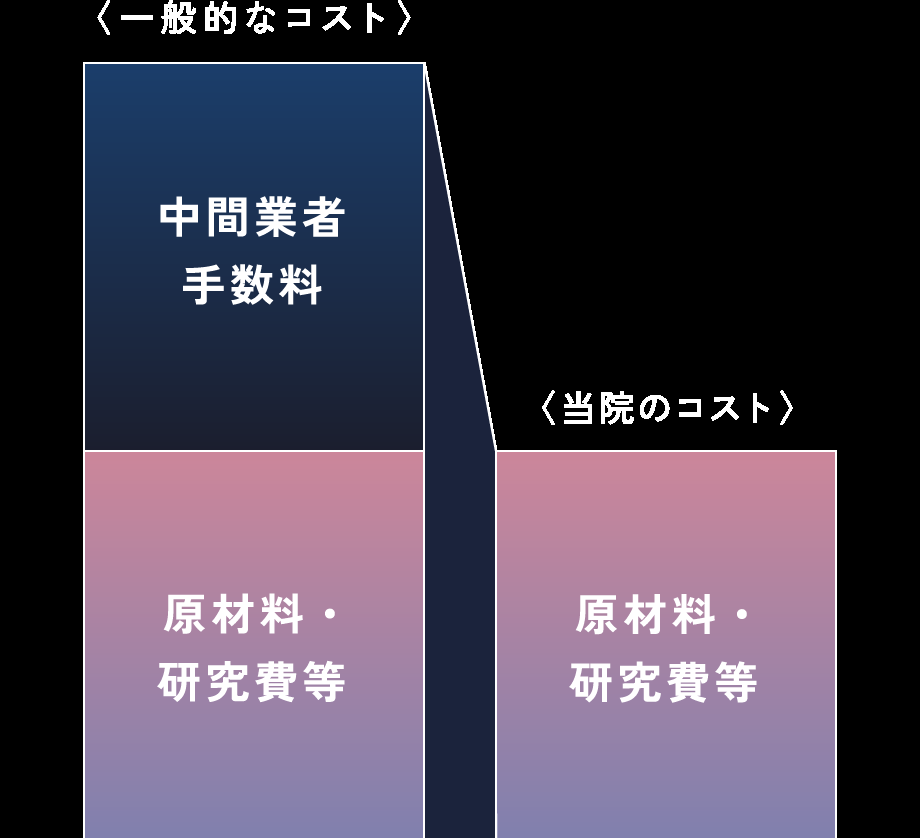 〈一般的なコスト〉
中間業者
手数料
〈当院のコスト〉
原材料・
研究費等
原材料・
研究費等